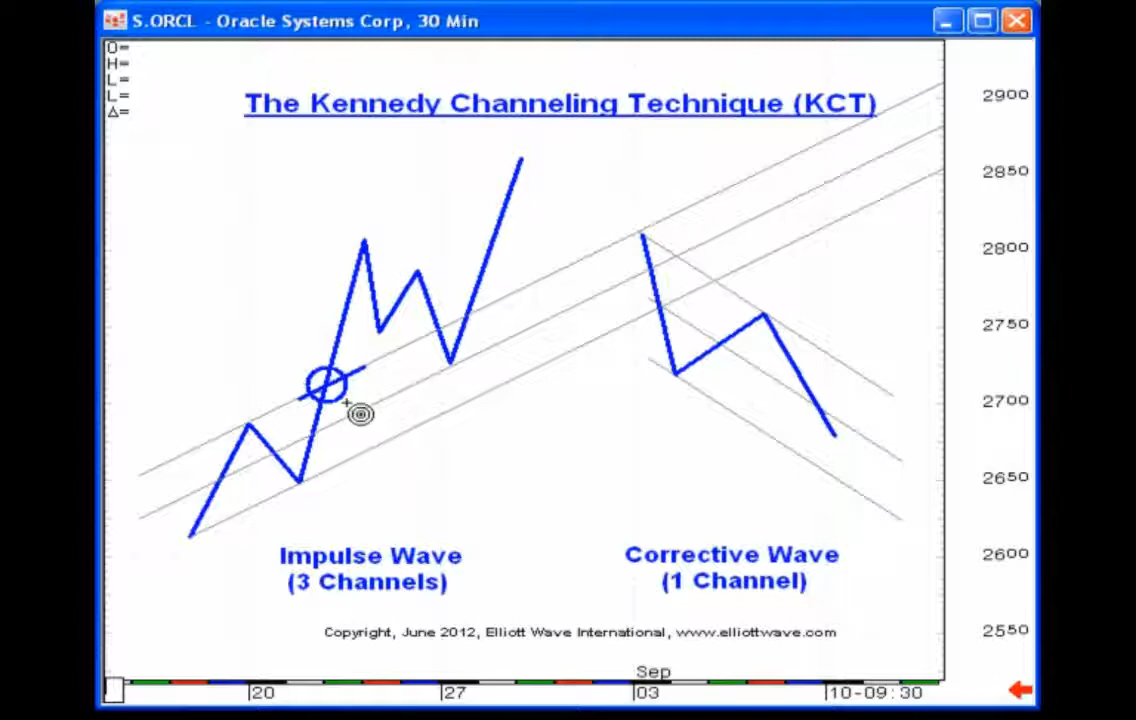 S.ORCL - Oracle Systems Corp, 30 Min
O=
H=
L=
L=
Δ=
The Kennedy Channeling Technique (KCT)
2900
2850
2800
2750
2700
2650
2600
2550
Impulse Wave
(3 Channels)
Corrective Wave
(1 Channel)
Copyright, June 2012, Elliott Wave International, www.elliottwave.com
Sep
20
27
03
10-09:30